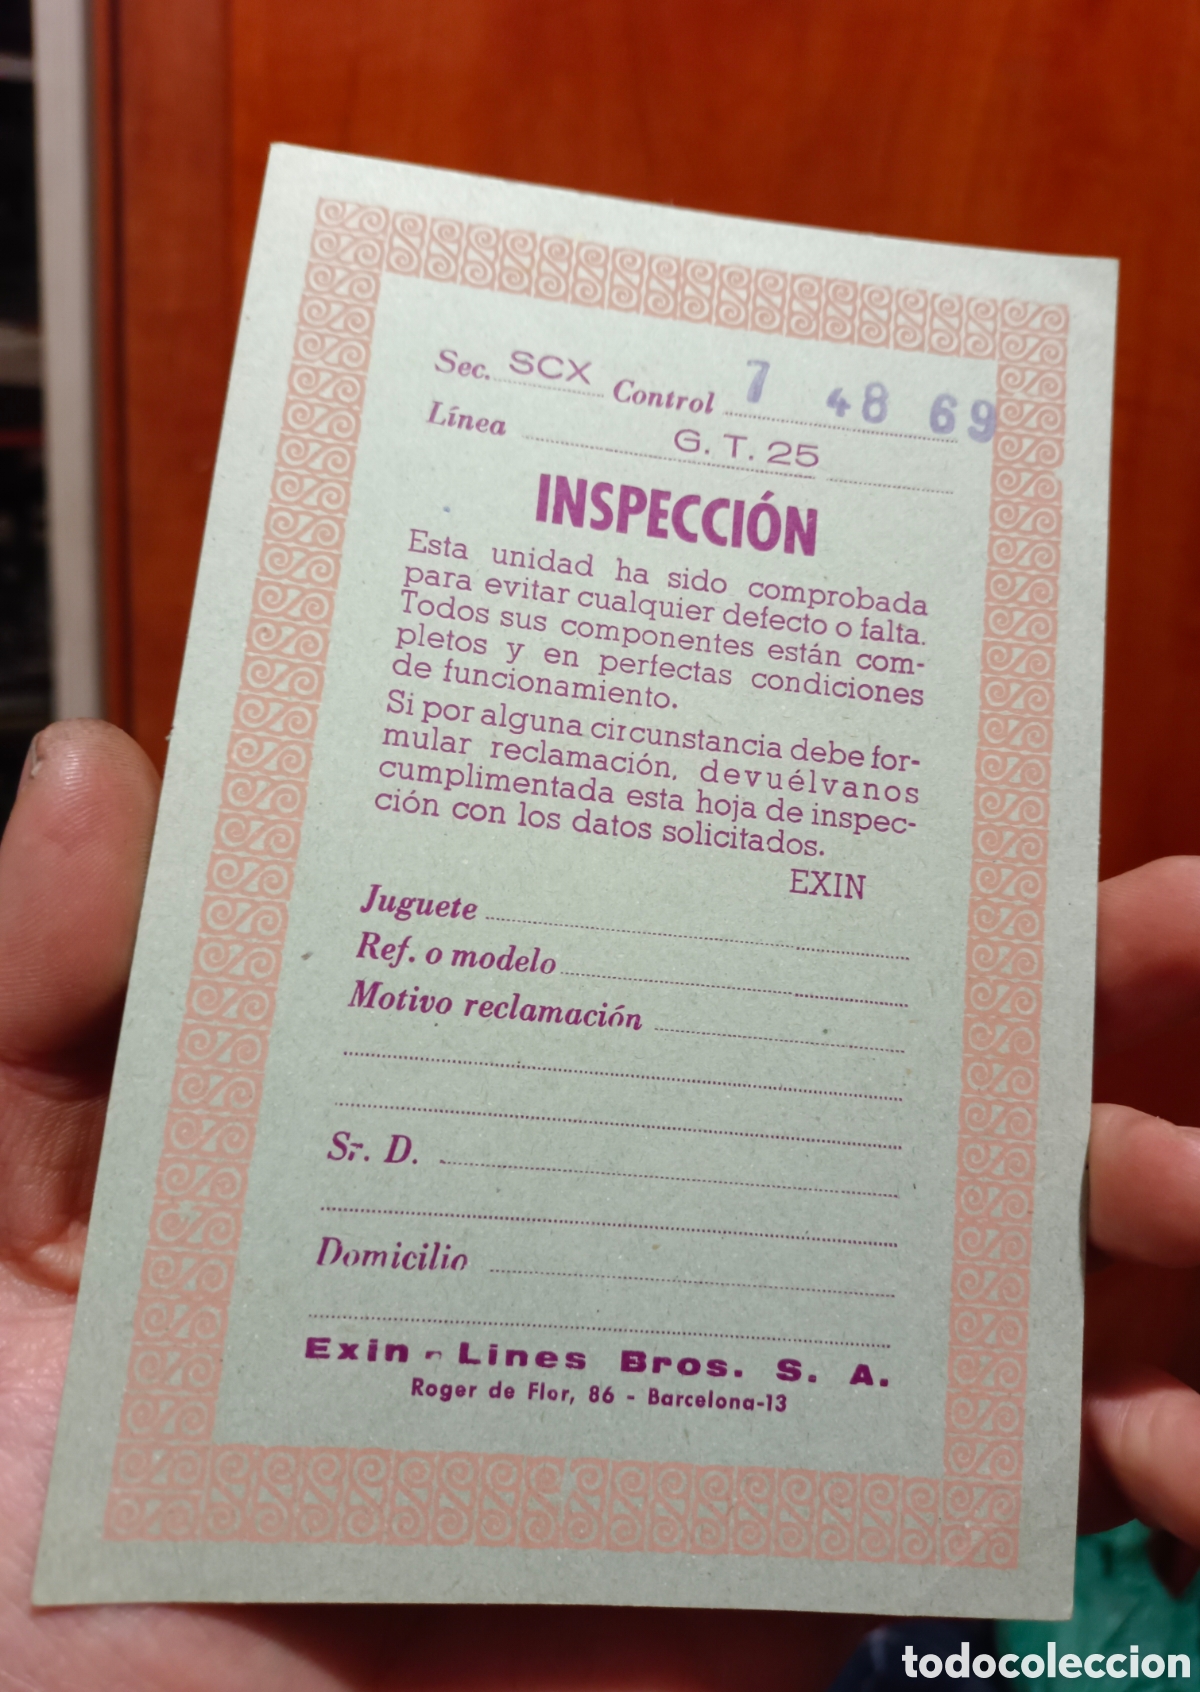 Sec. SCX Control 7 48 69
Línea G. T. 25
INSPECCIÓN
Esta unidad ha sido comprobada
para evitar cualquier defecto o falta.
Todos sus componentes están com-
pletos y en perfectas condiciones
de funcionamiento.
Si por alguna circunstancia debe for-
mular reclamación, devuélvanos
cumplimentada esta hoja de inspec-
ción con los datos solicitados.
EXIN
Juguete
Ref. o modelo
Motivo reclamación
Sr. D.
Domicilio
Exin - Lines Bros. S. A.
Roger de Flor, 86 - Barcelona-13
todocoleccion